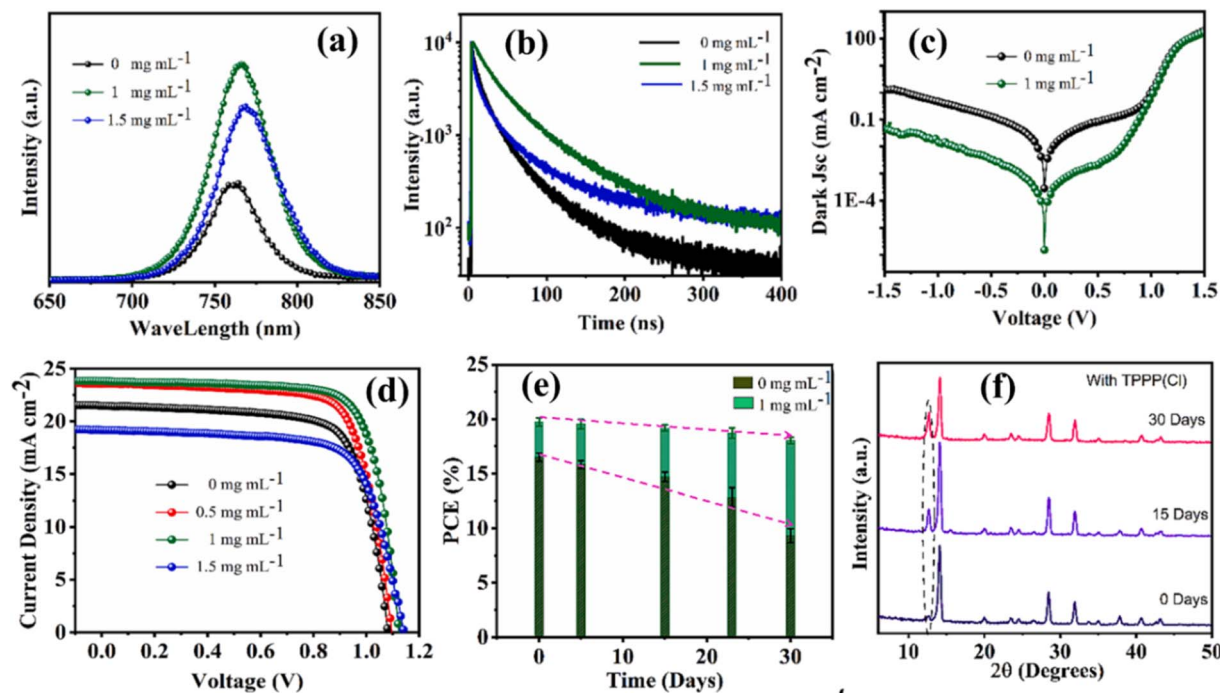 (a)
0 mg mL-1
1 mg mL-1
1.5 mg mL-1
Intensity (a.u.)
650 700 750 800 850
WaveLength (nm)
(b)
0 mg mL-1
1 mg mL-1
1.5 mg mL-1
Intensity (a.u.)
10^4
10^3
10^2
0 100 200 300 400
Time (ns)
(c)
0 mg mL-1
1 mg mL-1
Dark Jsc (mA cm-2)
100
0.1
1E-4
-1.5 -1.0 -0.5 0.0 0.5 1.0 1.5
Voltage (V)
(d)
0 mg mL-1
0.5 mg mL-1
1 mg mL-1
1.5 mg mL-1
Current Density (mA cm-2)
25
20
15
10
5
0
0.0 0.2 0.4 0.6 0.8 1.0 1.2
Voltage (V)
(e)
0 mg mL-1
1 mg mL-1
PCE (%)
25
20
15
10
5
0
0 10 20 30
Time (Days)
(f)
With TPPP(Cl)
30 Days
15 Days
0 Days
Intensity (a.u.)
10 20 30 40 50
2θ (Degrees)